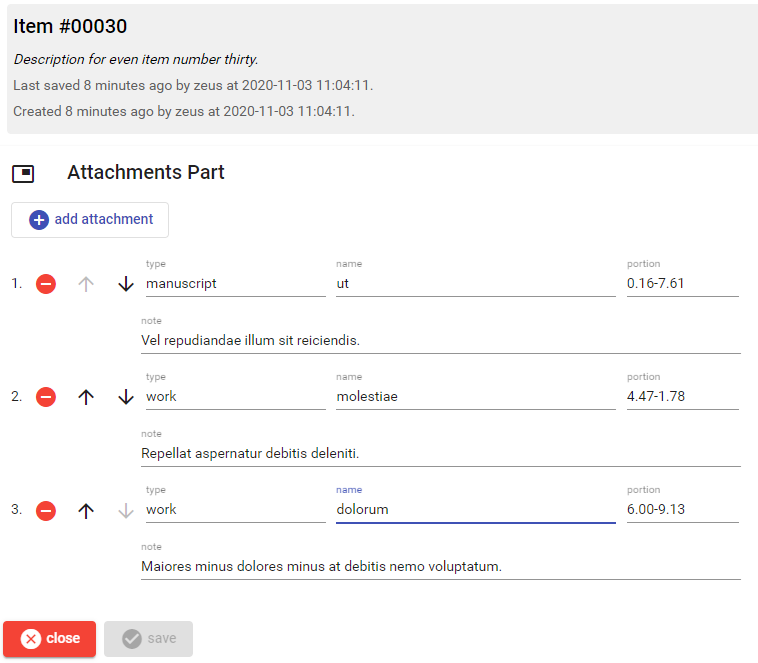 Item #00030
Description for even item number thirty.
Last saved 8 minutes ago by zeus at 2020-11-03 11:04:11.
Created 8 minutes ago by zeus at 2020-11-03 11:04:11.
Attachments Part
add attachment
type name portion
1. manuscript ut 0.16-7.61
note
Vel repudiandae illum sit reiciendis.
type name portion
2. work molestiae 4.47-1.78
note
Repellat aspernatur debitis deleniti.
type name portion
3. work dolorum 6.00-9.13
note
Maiores minus dolores minus at debitis nemo voluptatum.
close save